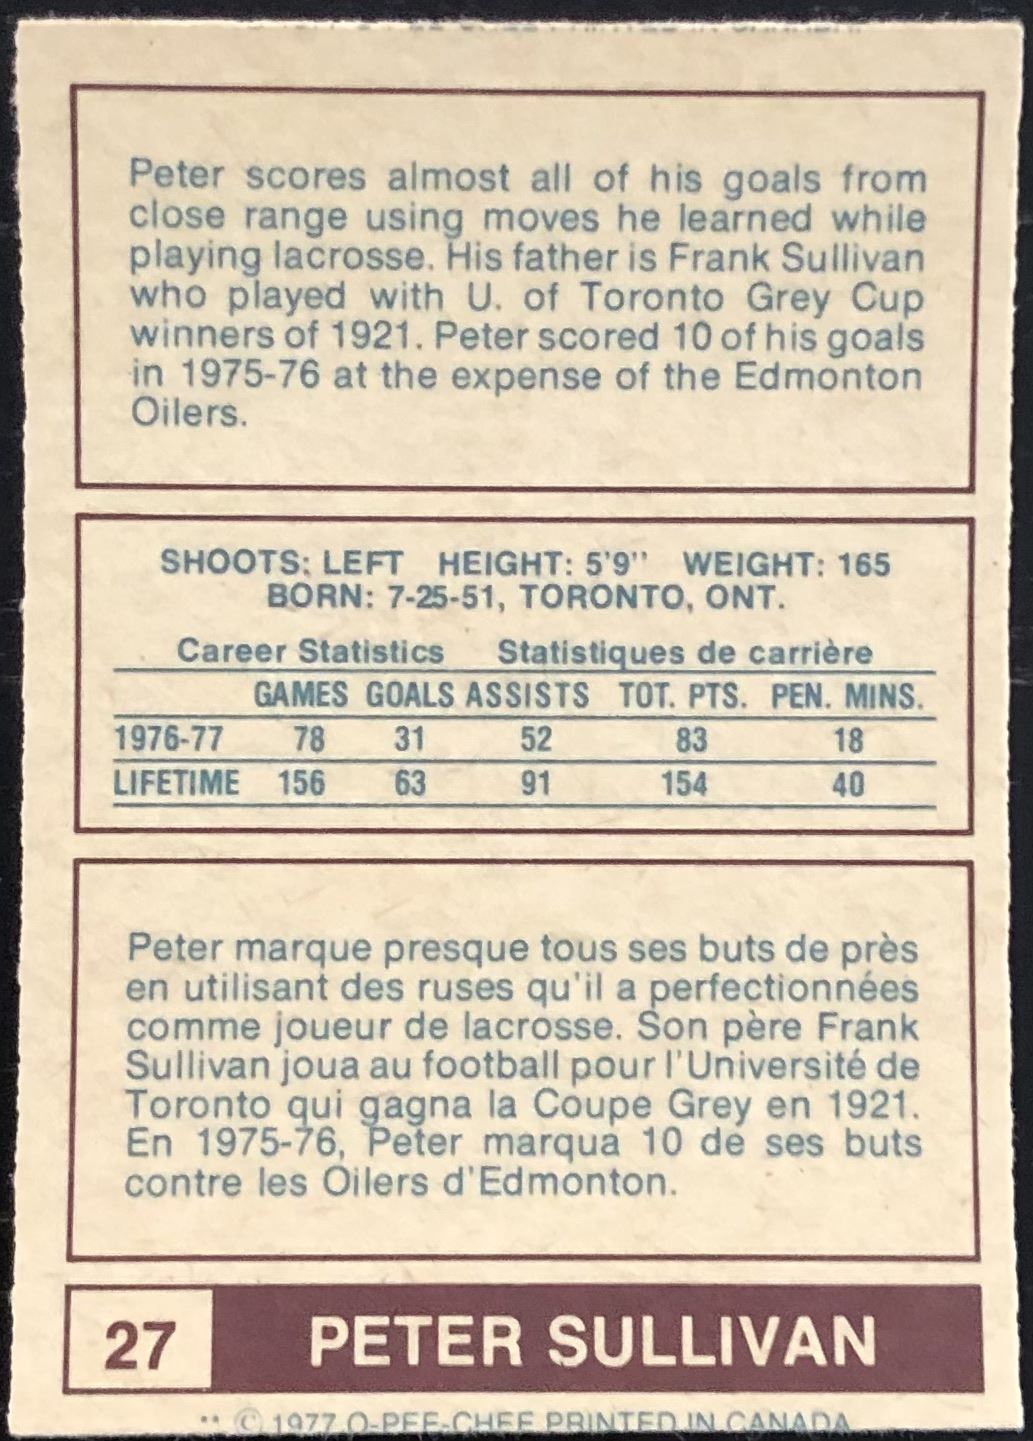 Peter scores almost all of his goals from
close range using moves he learned while
playing lacrosse. His father is Frank Sullivan
who played with U. of Toronto Grey Cup
winners of 1921. Peter scored 10 of his goals
in 1975-76 at the expense of the Edmonton
Oilers.
SHOOTS: LEFT HEIGHT: 5'9" WEIGHT: 165
BORN: 7-25-51, TORONTO, ONT.
Career Statistics Statistiques de carrière
GAMES GOALS ASSISTS TOT. PTS. PEN. MINS.
1976-77 78 31 52 83 18
LIFETIME 156 63 91 154 40
Peter marque presque tous ses buts de près
en utilisant des ruses qu'il a perfectionnées
comme joueur de lacrosse. Son père Frank
Sullivan joua au football pour l'Université de
Toronto qui gagna la Coupe Grey en 1921.
En 1975-76, Peter marqua 10 de ses buts
contre les Oilers d'Edmonton.
27 PETER SULLIVAN
** © 1977 O-PEE-CHEE PRINTED IN CANADA